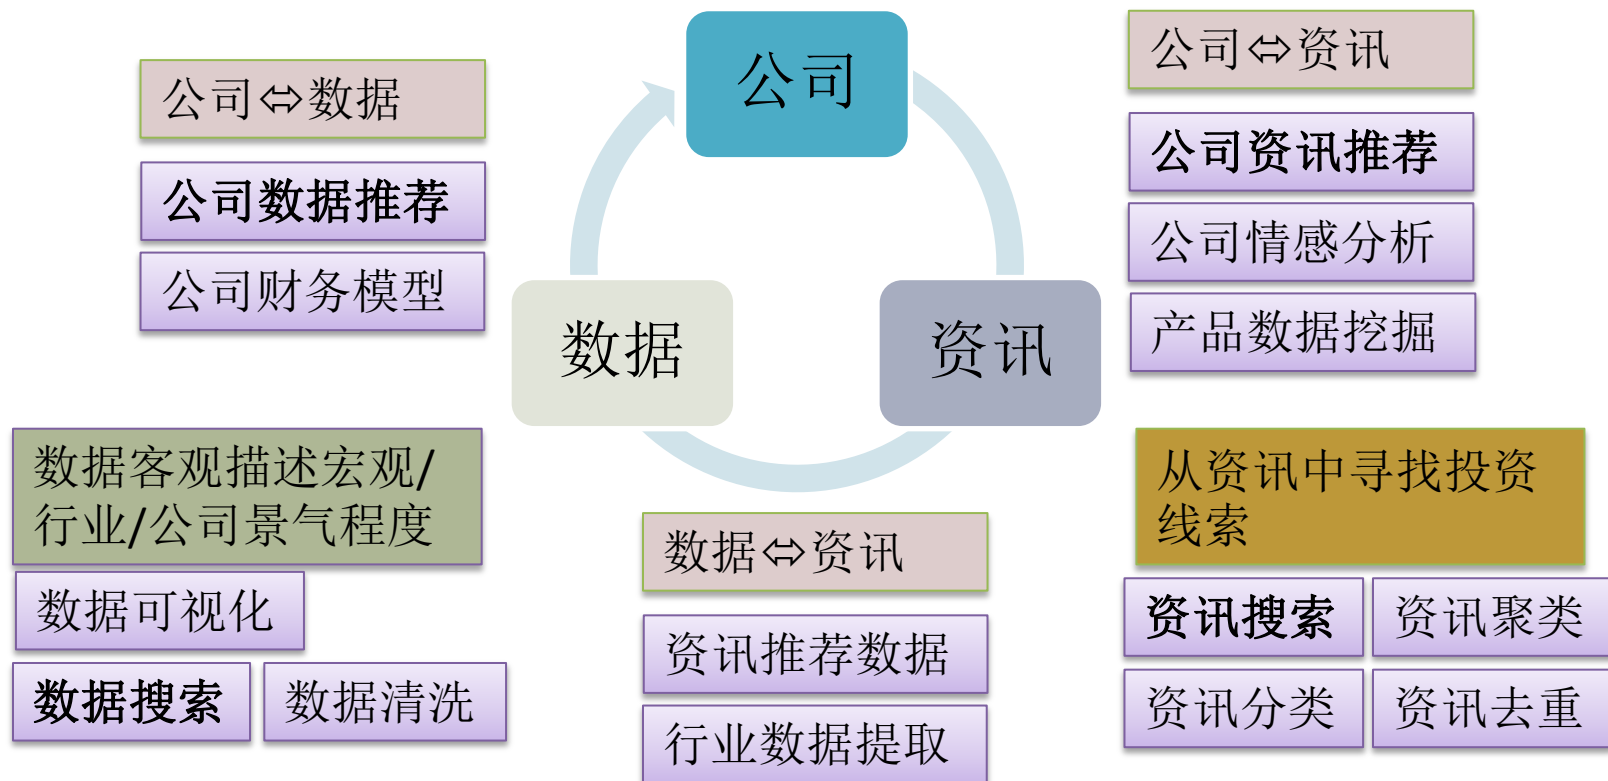 公司
数据
资讯
公司⇔数据
公司数据推荐
公司财务模型
公司⇔资讯
公司资讯推荐
公司情感分析
产品数据挖掘
数据客观描述宏观/
行业/公司景气程度
数据可视化
数据搜索
数据清洗
数据⇔资讯
资讯推荐数据
行业数据提取
从资讯中寻找投资
线索
资讯搜索
资讯聚类
资讯分类
资讯去重